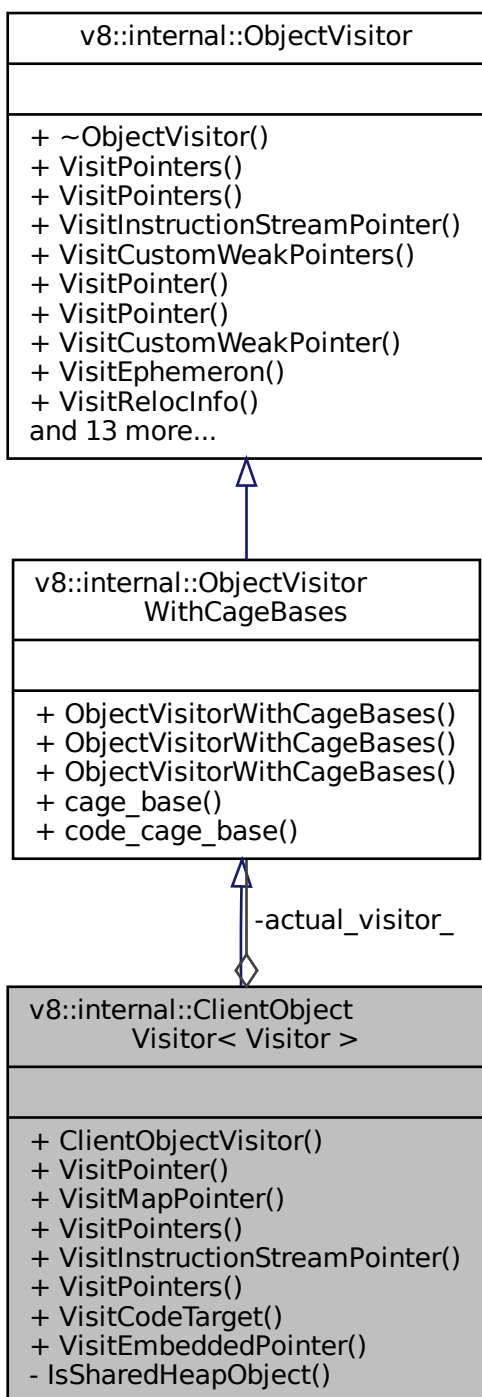 v8::internal::ObjectVisitor
+ ~ObjectVisitor()
+ VisitPointers()
+ VisitPointers()
+ VisitInstructionStreamPointer()
+ VisitCustomWeakPointers()
+ VisitPointer()
+ VisitPointer()
+ VisitCustomWeakPointer()
+ VisitEphemeron()
+ VisitRelocInfo()
and 13 more...
v8::internal::ObjectVisitor
WithCageBases
+ ObjectVisitorWithCageBases()
+ ObjectVisitorWithCageBases()
+ ObjectVisitorWithCageBases()
+ cage_base()
+ code_cage_base()
-actual_visitor_
v8::internal::ClientObject
Visitor< Visitor >
+ ClientObjectVisitor()
+ VisitPointer()
+ VisitMapPointer()
+ VisitPointers()
+ VisitInstructionStreamPointer()
+ VisitPointers()
+ VisitCodeTarget()
+ VisitEmbeddedPointer()
- IsSharedHeapObject()